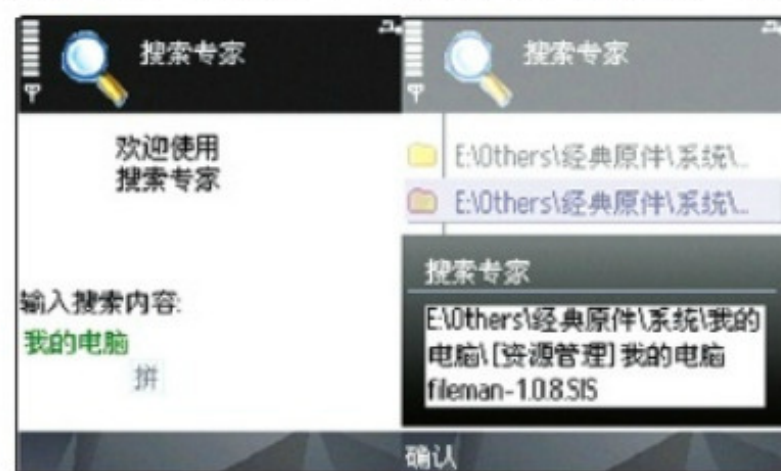 搜索专家
欢迎使用
搜索专家
输入搜索内容:
我的电脑
拼
搜索专家
E:\Others\经典原件\系统\...
E:\Others\经典原件\系统\...
搜索专家
E:\Others\经典原件\系统\我的
电脑\[资源管理]我的电脑
fileman-1.0.8.SIS
确认